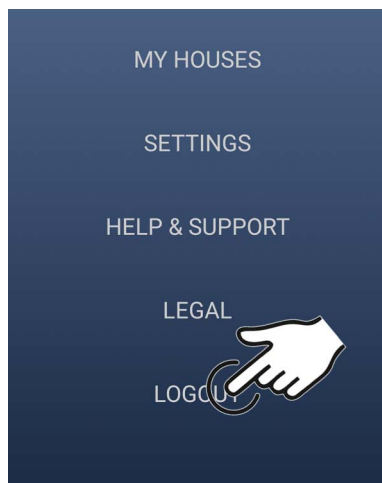 MY HOUSES
SETTINGS
HELP & SUPPORT
LEGAL
LOGOUT